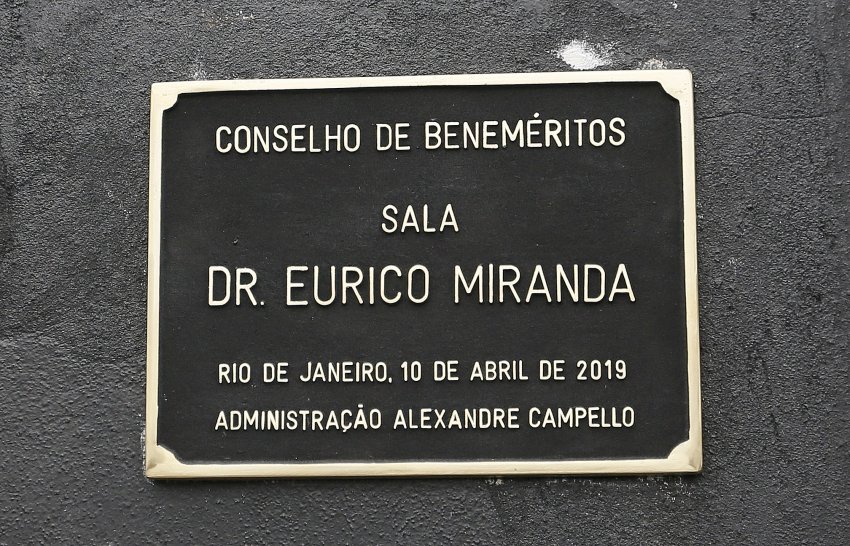 CONSELHO DE BENEMÉRITOS
SALA
DR. EURICO MIRANDA
RIO DE JANEIRO, 10 DE ABRIL DE 2019
ADMINISTRAÇÃO ALEXANDRE CAMPELLO